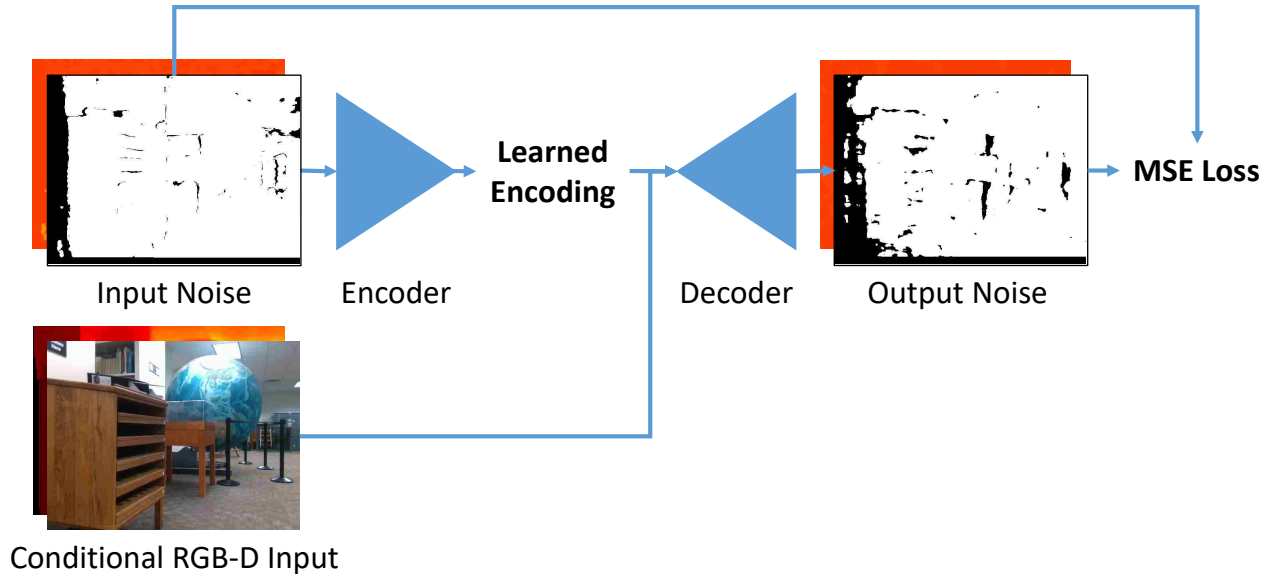 Learned
Encoding
MSE Loss
Input Noise
Encoder
Decoder
Output Noise
Conditional RGB-D Input